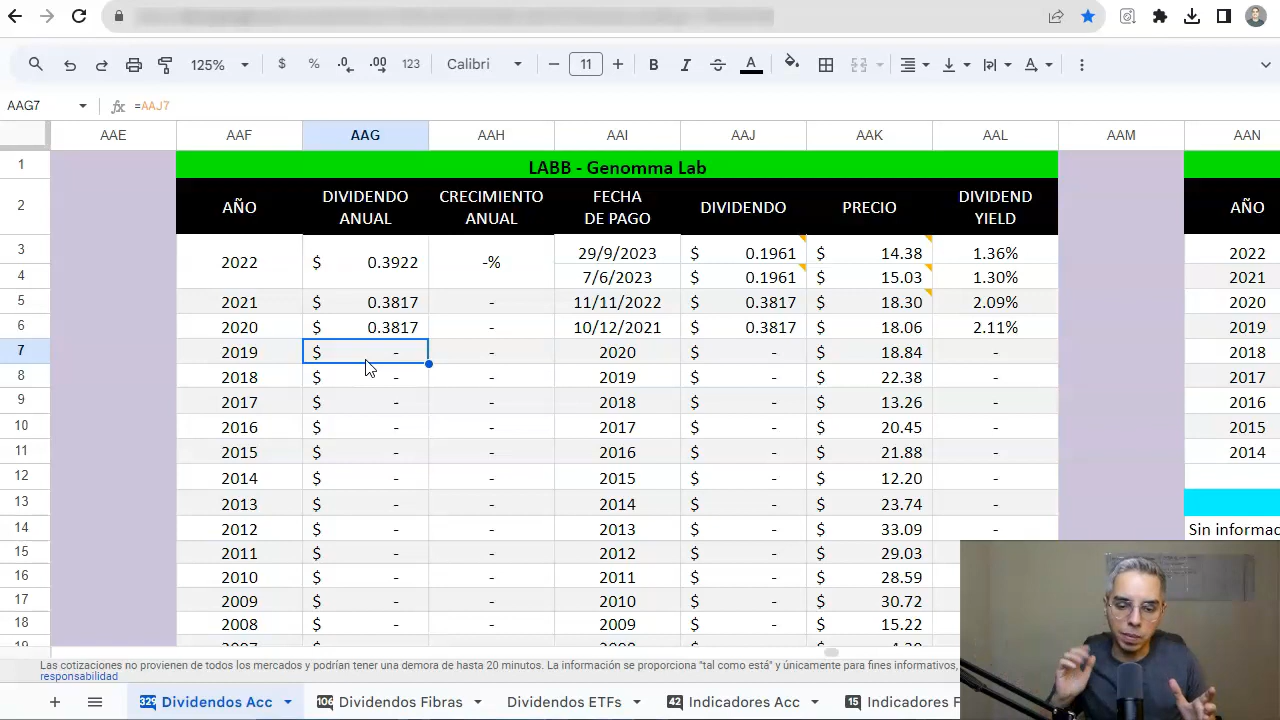 125% $ % .0 .00 123 Calibri 11 B I A
AAG7 fx =AAJ7
AAE AAF AAG AAH AAI AAJ AAK AAL AAM AAN
1 LABB - Genomma Lab
2 AÑO DIVIDENDO ANUAL CRECIMIENTO ANUAL FECHA DE PAGO DIVIDENDO PRECIO DIVIDEND YIELD AÑO
3 2022 $ 0.3922 -% 29/9/2023 $ 0.1961 $ 14.38 1.36% 2022
4 7/6/2023 $ 0.1961 $ 15.03 1.30% 2021
5 2021 $ 0.3817 - 11/11/2022 $ 0.3817 $ 18.30 2.09% 2020
6 2020 $ 0.3817 - 10/12/2021 $ 0.3817 $ 18.06 2.11% 2019
7 2019 $ - - 2020 $ - $ 18.84 - 2018
8 2018 $ - - 2019 $ - $ 22.38 - 2017
9 2017 $ - - 2018 $ - $ 13.26 - 2016
10 2016 $ - - 2017 $ - $ 20.45 - 2015
11 2015 $ - - 2016 $ - $ 21.88 - 2014
12 2014 $ - - 2015 $ - $ 12.20 -
13 2013 $ - - 2014 $ - $ 23.74 -
14 2012 $ - - 2013 $ - $ 33.09 - Sin informac
15 2011 $ - - 2012 $ - $ 29.03
16 2010 $ - - 2011 $ - $ 28.59
17 2009 $ - - 2010 $ - $ 30.72
18 2008 $ - - 2009 $ - $ 15.22
Las cotizaciones no provienen de todos los mercados y podrían tener una demora de hasta 20 minutos. La información se proporciona "tal como está" y únicamente para fines informativos,
responsabilidad
+ 329 Dividendos Acc 106 Dividendos Fibras Dividendos ETFs 42 Indicadores Acc 15 Indicadores F